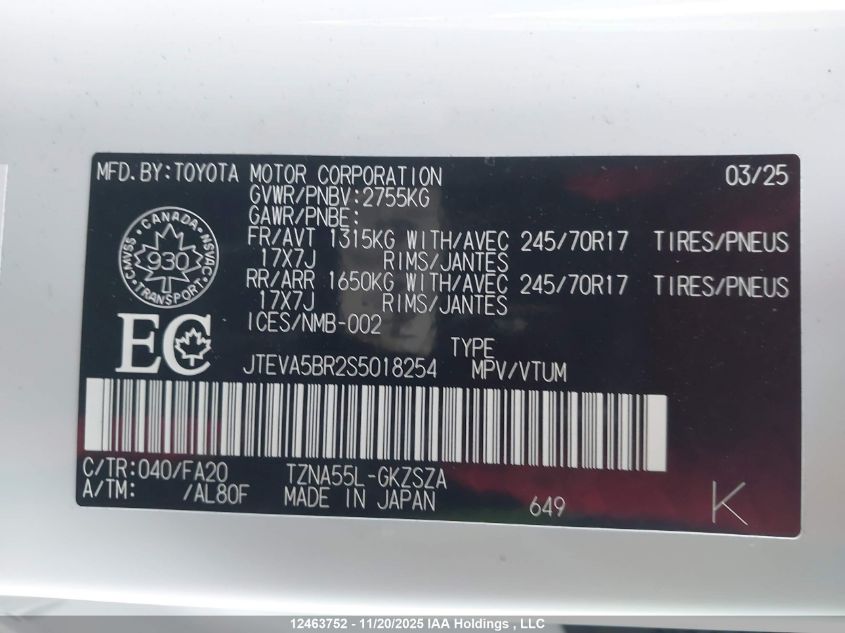 MFD.BY:TOYOTA MOTOR CORPORATION 03/25
GVWR/PNBV:2755KG
GAWR/PNBE:
FR/AVT 1315KG WITH/AVEC 245/70R17 TIRES/PNEUS
17X7J RIMS/JANTES
RR/ARR 1650KG WITH/AVEC 245/70R17 TIRES/PNEUS
17X7J RIMS/JANTES
ICES/NMB-002
CANADA
CMVSS 930 NSVAC
TRANSPORT
EC
TYPE
JTEVA5BR2S5018254 MPV/VTUM
C/TR:040/FA20 TZNA55L-GKZSZA
A/TM: /AL80F MADE IN JAPAN 649 K
12463752 - 11/20/2025 IAA Holdings , LLC